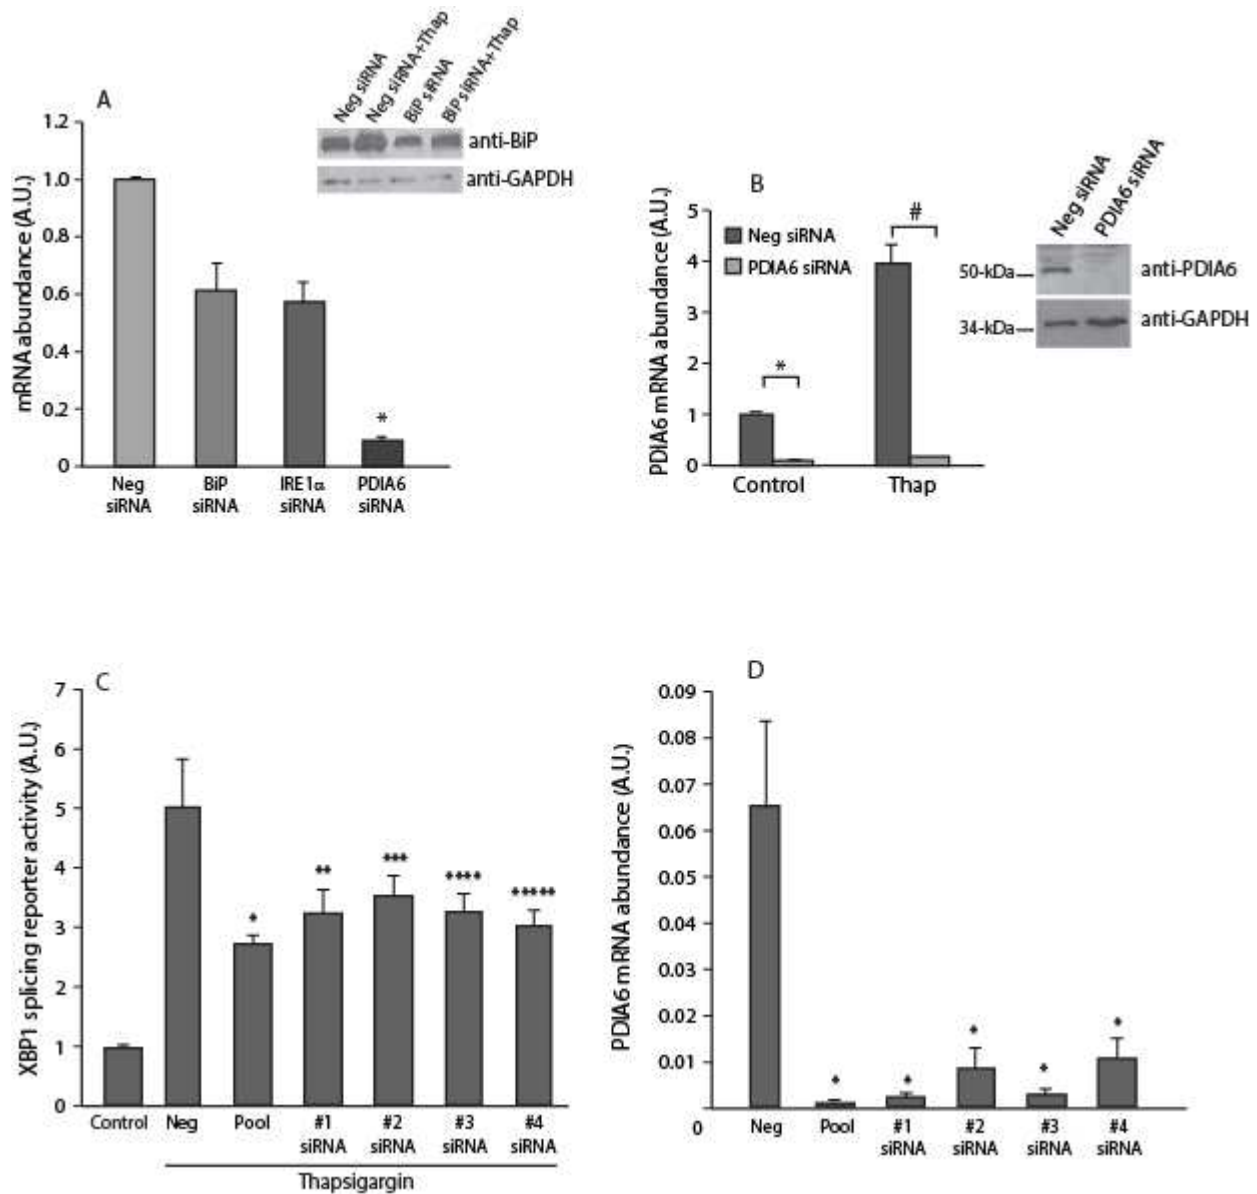 A
Neg siRNA
Neg siRNA+Thap
BiP siRNA
BiP siRNA+Thap
anti-BiP
anti-GAPDH
mRNA abundance (A.U.)
1.2
1.0
0.8
0.6
0.4
0.2
0
*
Neg siRNA
BiP siRNA
IRE1α siRNA
PDIA6 siRNA
B
Neg siRNA
PDIA6 siRNA
50-kDa
anti-PDIA6
34-kDa
anti-GAPDH
PDIA6 mRNA abundance (A.U.)
5
4
3
2
1
0
Neg siRNA
PDIA6 siRNA
*
#
Control
Thap
C
XBP1 splicing reporter activity (A.U.)
7
6
5
4
3
2
1
0
*
**
***
****
*****
Control
Neg
Pool
#1 siRNA
#2 siRNA
#3 siRNA
#4 siRNA
Thapsigargin
D
PDIA6 mRNA abundance (A.U.)
0.09
0.08
0.07
0.06
0.05
0.04
0.03
0.02
0.01
0
*
*
*
*
*
Neg
Pool
#1 siRNA
#2 siRNA
#3 siRNA
#4 siRNA